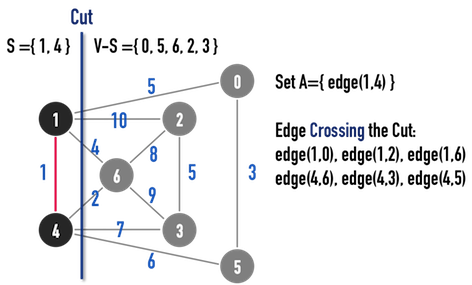 Cut
S ={ 1, 4 }
V-S ={ 0, 5, 6, 2, 3 }
0
5
Set A={ edge(1,4) }
1
10
2
Edge Crossing the Cut:
4
8
edge(1,0), edge(1,2), edge(1,6)
1
6
5
3
edge(4,6), edge(4,3), edge(4,5)
2
9
4
7
3
6
5